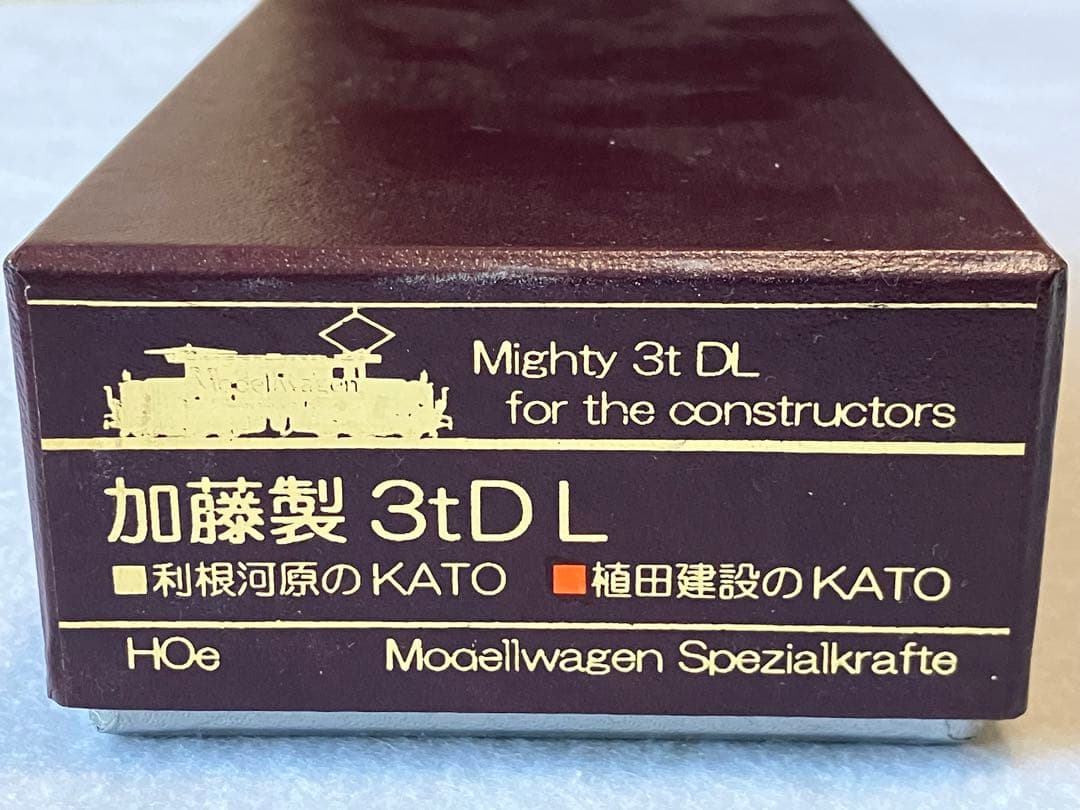 Modellwagen
Mighty 3t DL
for the constructors
加藤製 3tDL
■利根河原のKATO ■植田建設のKATO
HOe Modellwagen Spezialkrafte